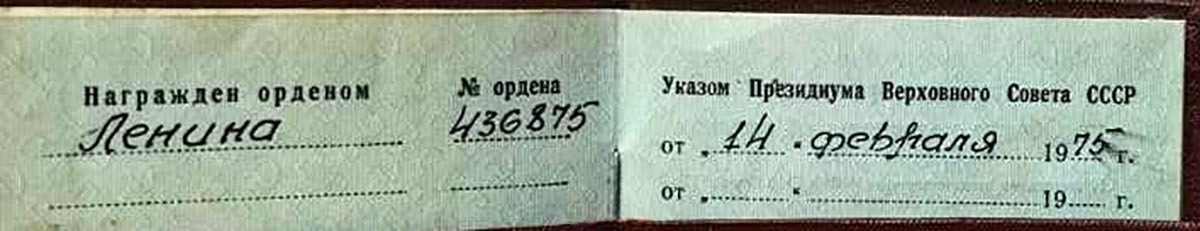 Награжден орденом
Ленина
№ ордена
436875
Указом Президиума Верховного Совета СССР
от „ 14 " февраля 1975 г.
от „ " 19 г.